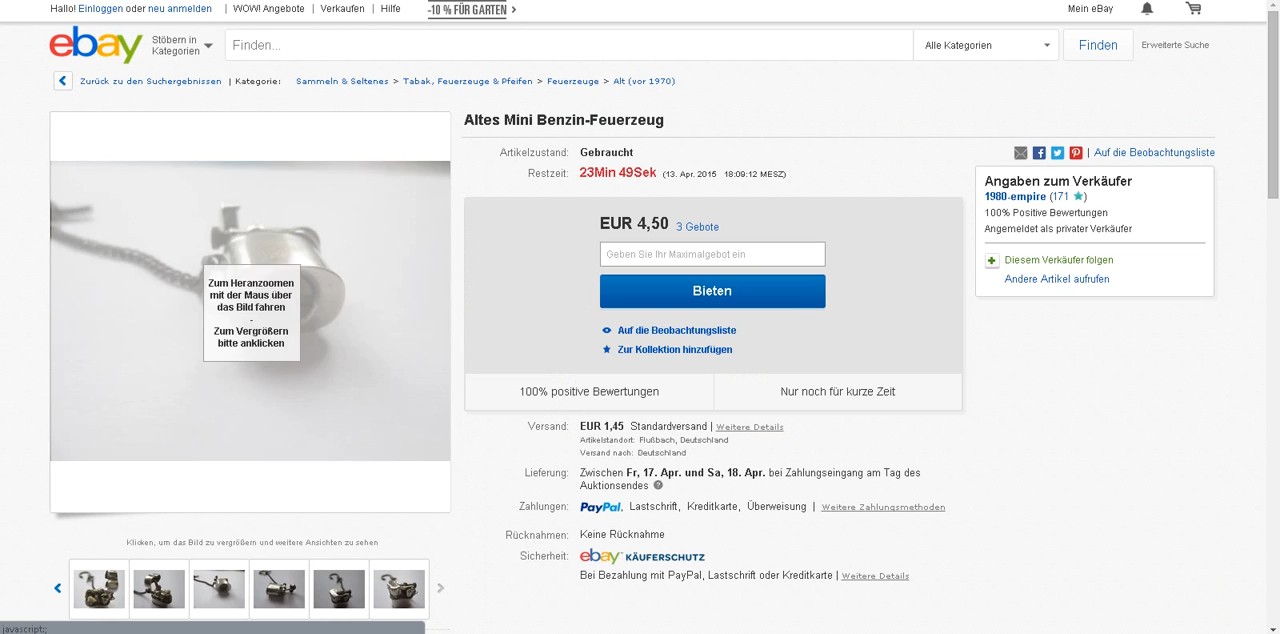 Hallo! Einloggen oder neu anmelden | WOW! Angebote | Verkaufen | Hilfe -10 % FÜR GARTEN > Mein eBay
ebay Stöbern in Kategorien Finden... Alle Kategorien Finden Erweiterte Suche
Zurück zu den Suchergebnissen | Kategorie: Sammeln & Seltenes > Tabak, Feuerzeuge & Pfeifen > Feuerzeuge > Alt (vor 1970)
Zum Heranzoomen
mit der Maus über
das Bild fahren
-
Zum Vergrößern
bitte anklicken
Klicken, um das Bild zu vergrößern und weitere Ansichten zu sehen
Altes Mini Benzin-Feuerzeug
Artikelzustand: Gebraucht
Restzeit: 23Min 49Sek (13. Apr. 2015 18:09:12 MESZ)
EUR 4,50 3 Gebote
Geben Sie Ihr Maximalgebot ein
Bieten
Auf die Beobachtungsliste
Zur Kollektion hinzufügen
100% positive Bewertungen Nur noch für kurze Zeit
Versand: EUR 1,45 Standardversand | Weitere Details
Artikelstandort: Flußbach, Deutschland
Versand nach: Deutschland
Lieferung: Zwischen Fr, 17. Apr. und Sa, 18. Apr. bei Zahlungseingang am Tag des
Auktionsendes ?
Zahlungen: PayPal, Lastschrift, Kreditkarte, Überweisung | Weitere Zahlungsmethoden
Rücknahmen: Keine Rücknahme
Sicherheit: ebay KÄUFERSCHUTZ
Bei Bezahlung mit PayPal, Lastschrift oder Kreditkarte | Weitere Details
| Auf die Beobachtungsliste
Angaben zum Verkäufer
1980-empire (171 ★)
100% Positive Bewertungen
Angemeldet als privater Verkäufer
Diesem Verkäufer folgen
Andere Artikel aufrufen
javascript:;